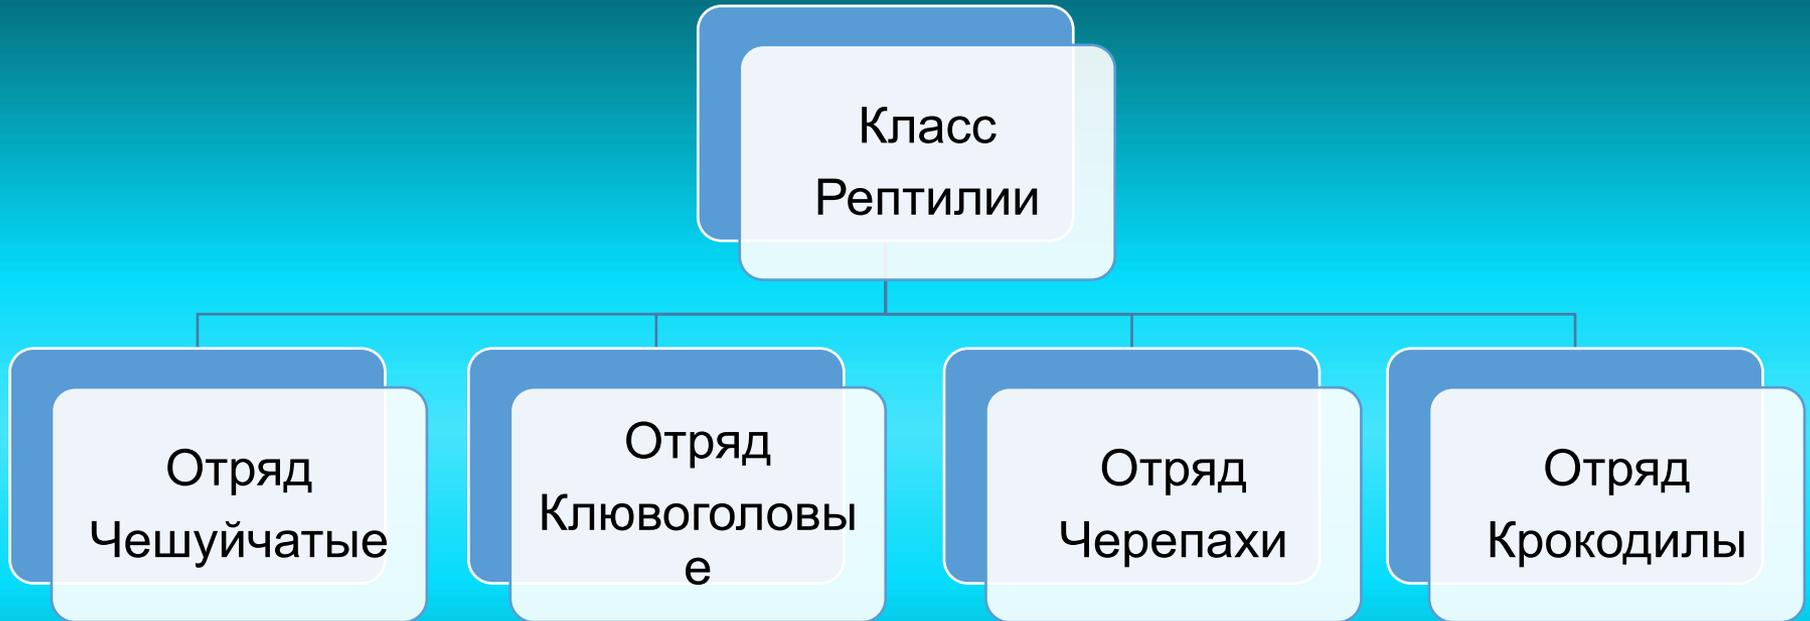 Класс
Рептилии
Отряд
Чешуйчатые
Отряд
Клювоголовы
е
Отряд
Черепахи
Отряд
Крокодилы